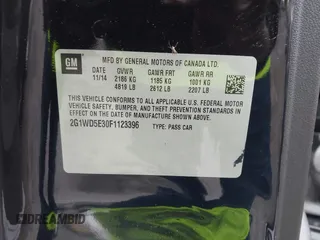 GM
MFD BY GENERAL MOTORS OF CANADA LTD.
DATE GVWR GAWR FRT GAWR RR
11/14 2186 KG 1185 KG 1001 KG
4819 LB 2612 LB 2207 LB
THIS VEHICLE CONFORMS TO ALL APPLICABLE U.S. FEDERAL MOTOR
VEHICLE SAFETY, BUMPER, AND THEFT PREVENTION STANDARDS IN
EFFECT ON THE DATE OF MANUFACTURE SHOWN ABOVE.
2G1WD5E30F1123396 TYPE: PASS CAR
DREAMBID